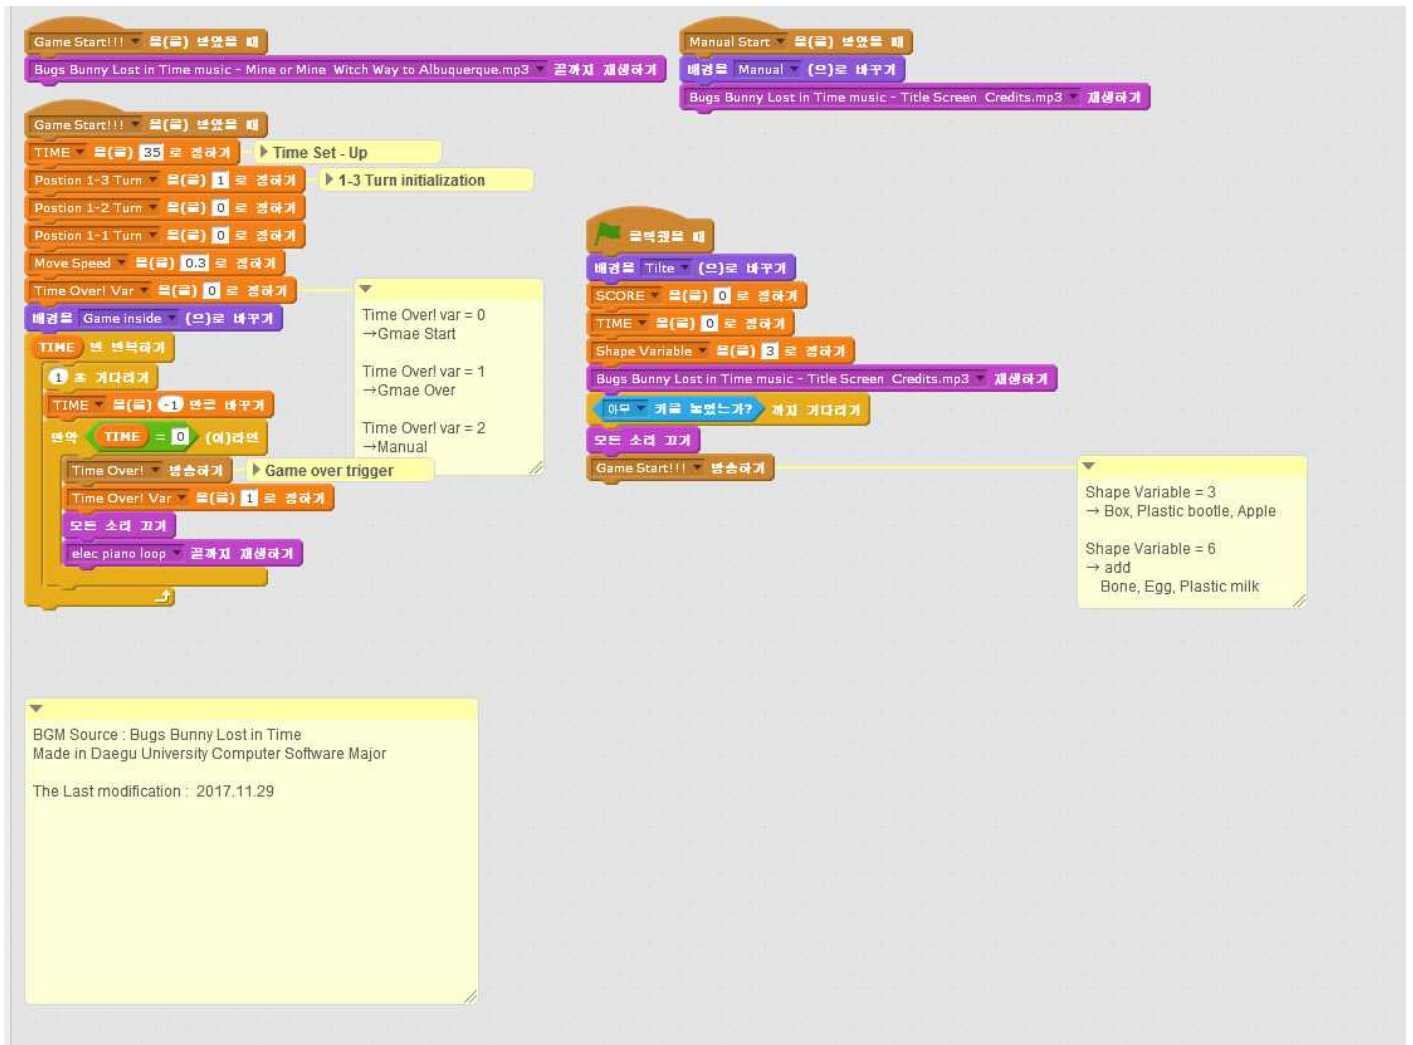 Game Start!!! 을(를) 받았을 때
Bugs Bunny Lost in Time music - Mine or Mine Witch Way to Albuquerque.mp3 끝까지 재생하기
Manual Start 을(를) 받았을 때
배경을 Manual (으)로 바꾸기
Bugs Bunny Lost in Time music - Title Screen Credits.mp3 재생하기
Game Start!!! 을(를) 받았을 때
TIME 을(를) 35 로 정하기
Time Set - Up
Postion 1-3 Turn 을(를) 1 로 정하기
1-3 Turn initialization
Postion 1-2 Turn 을(를) 0 로 정하기
Postion 1-1 Turn 을(를) 0 로 정하기
Move Speed 을(를) 0.3 로 정하기
Time Over! Var 을(를) 0 로 정하기
배경을 Game inside (으)로 바꾸기
TIME 번 반복하기
1 초 기다리기
TIME 을(를) -1 만큼 바꾸기
만약 TIME = 0 (이)라면
Time Over! 방송하기
Game over trigger
Time Over! Var 을(를) 1 로 정하기
모든 소리 끄기
elec piano loop 끝까지 재생하기
Time Over! var = 0
→Gmae Start
Time Over! var = 1
→Gmae Over
Time Over! var = 2
→Manual
클릭했을 때
배경을 Tilte (으)로 바꾸기
SCORE 을(를) 0 로 정하기
TIME 을(를) 0 로 정하기
Shape Variable 을(를) 3 로 정하기
Bugs Bunny Lost in Time music - Title Screen Credits.mp3 재생하기
아무 키를 눌렀는가? 까지 기다리기
모든 소리 끄기
Game Start!!! 방송하기
Shape Variable = 3
→ Box, Plastic bootle, Apple
Shape Variable = 6
→ add
Bone, Egg, Plastic milk
BGM Source : Bugs Bunny Lost in Time
Made in Daegu University Computer Software Major
The Last modification : 2017.11.29